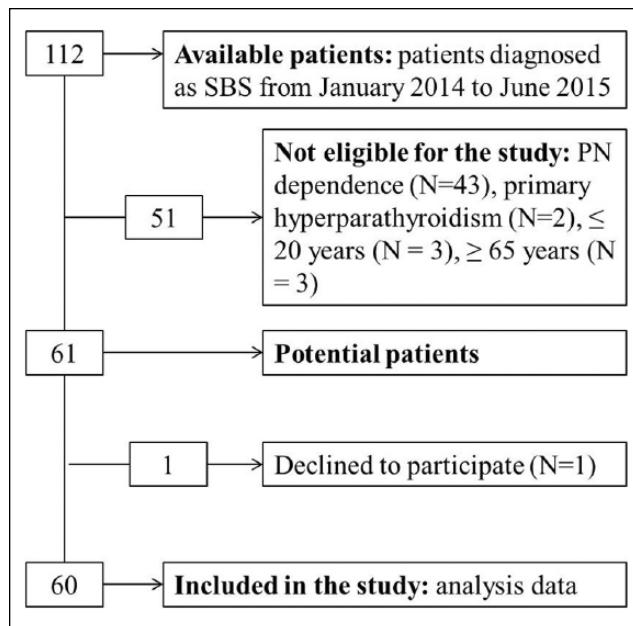 112
Available patients: patients diagnosed
as SBS from January 2014 to June 2015
51
Not eligible for the study: PN
dependence (N=43), primary
hyperparathyroidism (N=2), ≤
20 years (N = 3), ≥ 65 years (N
= 3)
61
Potential patients
1
Declined to participate (N=1)
60
Included in the study: analysis data